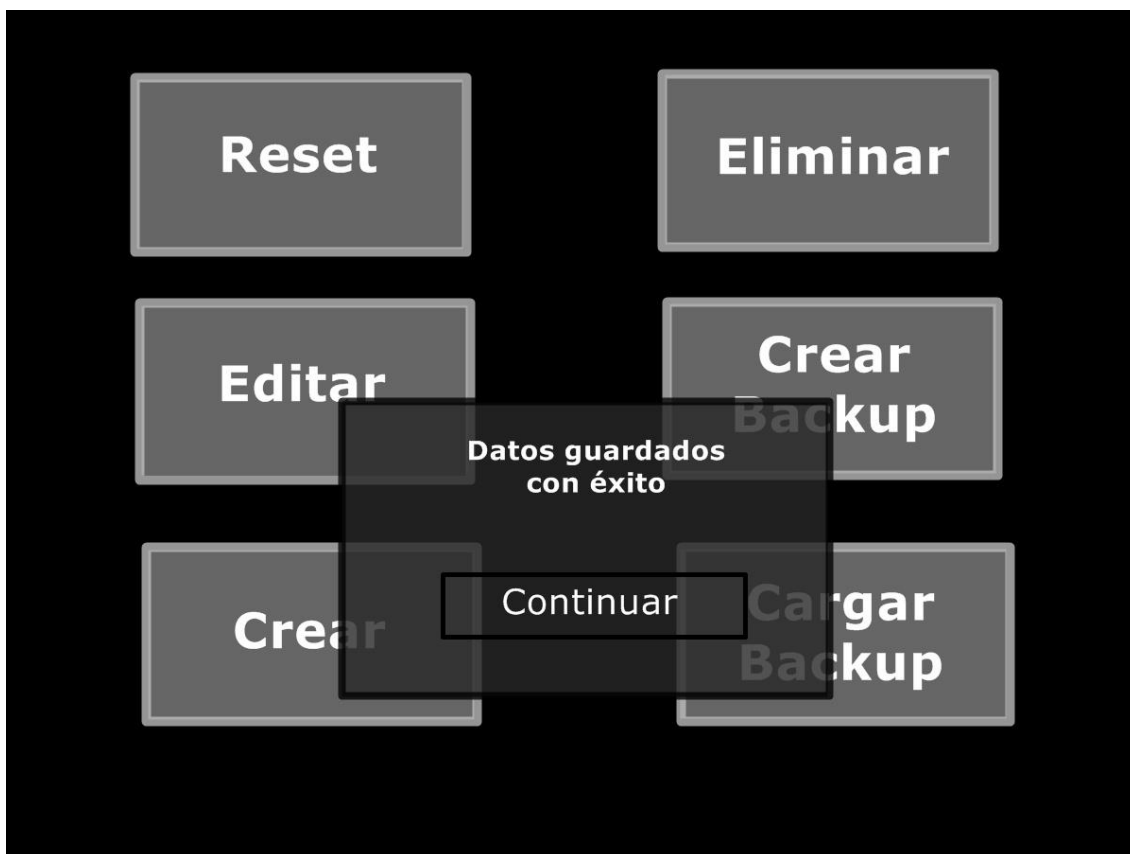 Reset
Eliminar
Editar
Crear
Backup
Datos guardados
con éxito
Continuar
Crear
Cargar
Backup